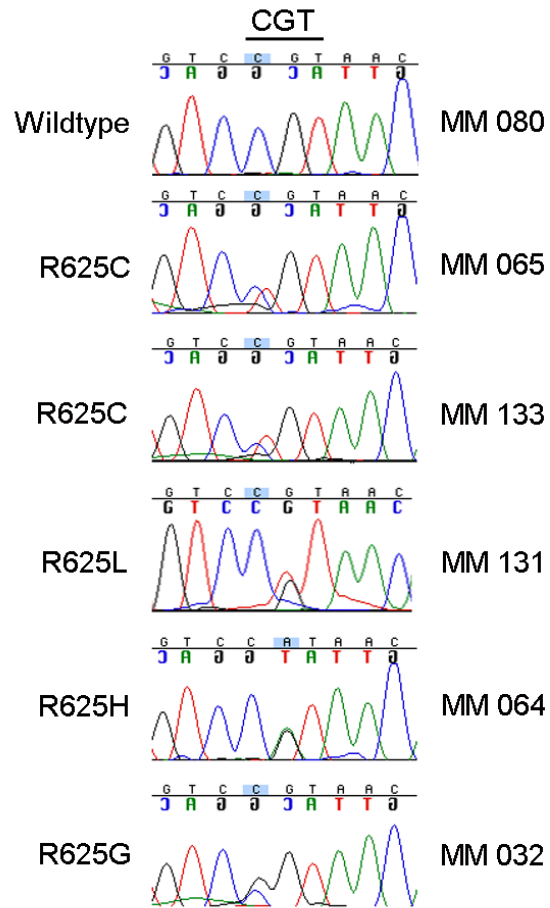 CGT
G T C C G T A A C
C A G G C A T T G
Wildtype
MM 080
G T C C G T A A C
C A G G C A T T G
R625C
MM 065
G T C C G T A A C
C A G G C A T T G
R625C
MM 133
G T C C G T A A C
G T C C G T A A C
R625L
MM 131
G T C C A T A A C
C A G G T A T T G
R625H
MM 064
G T C C G T A A C
C A G G C A T T G
R625G
MM 032